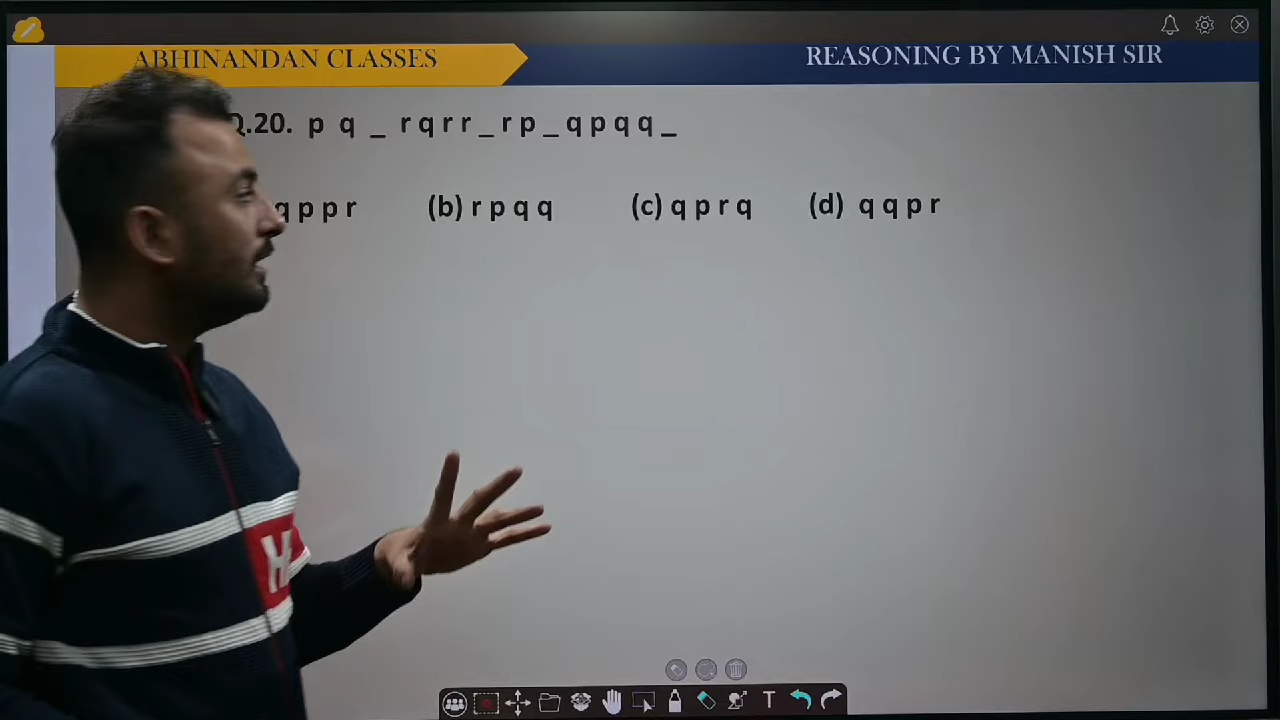 ABHINANDAN CLASSES
REASONING BY MANISH SIR
Q.20. p q _ r q r r _ r p _ q p q q _
q p p r (b) r p q q (c) q p r q (d) q q p r
H
T